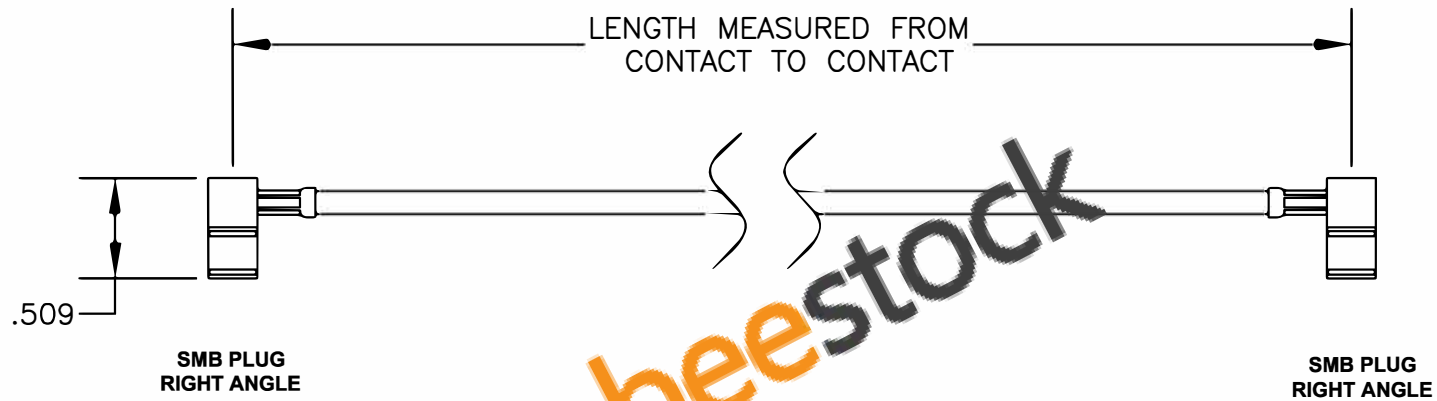 LENGTH MEASURED FROM
CONTACT TO CONTACT
.509
SMB PLUG
RIGHT ANGLE
SMB PLUG
RIGHT ANGLE
beestock